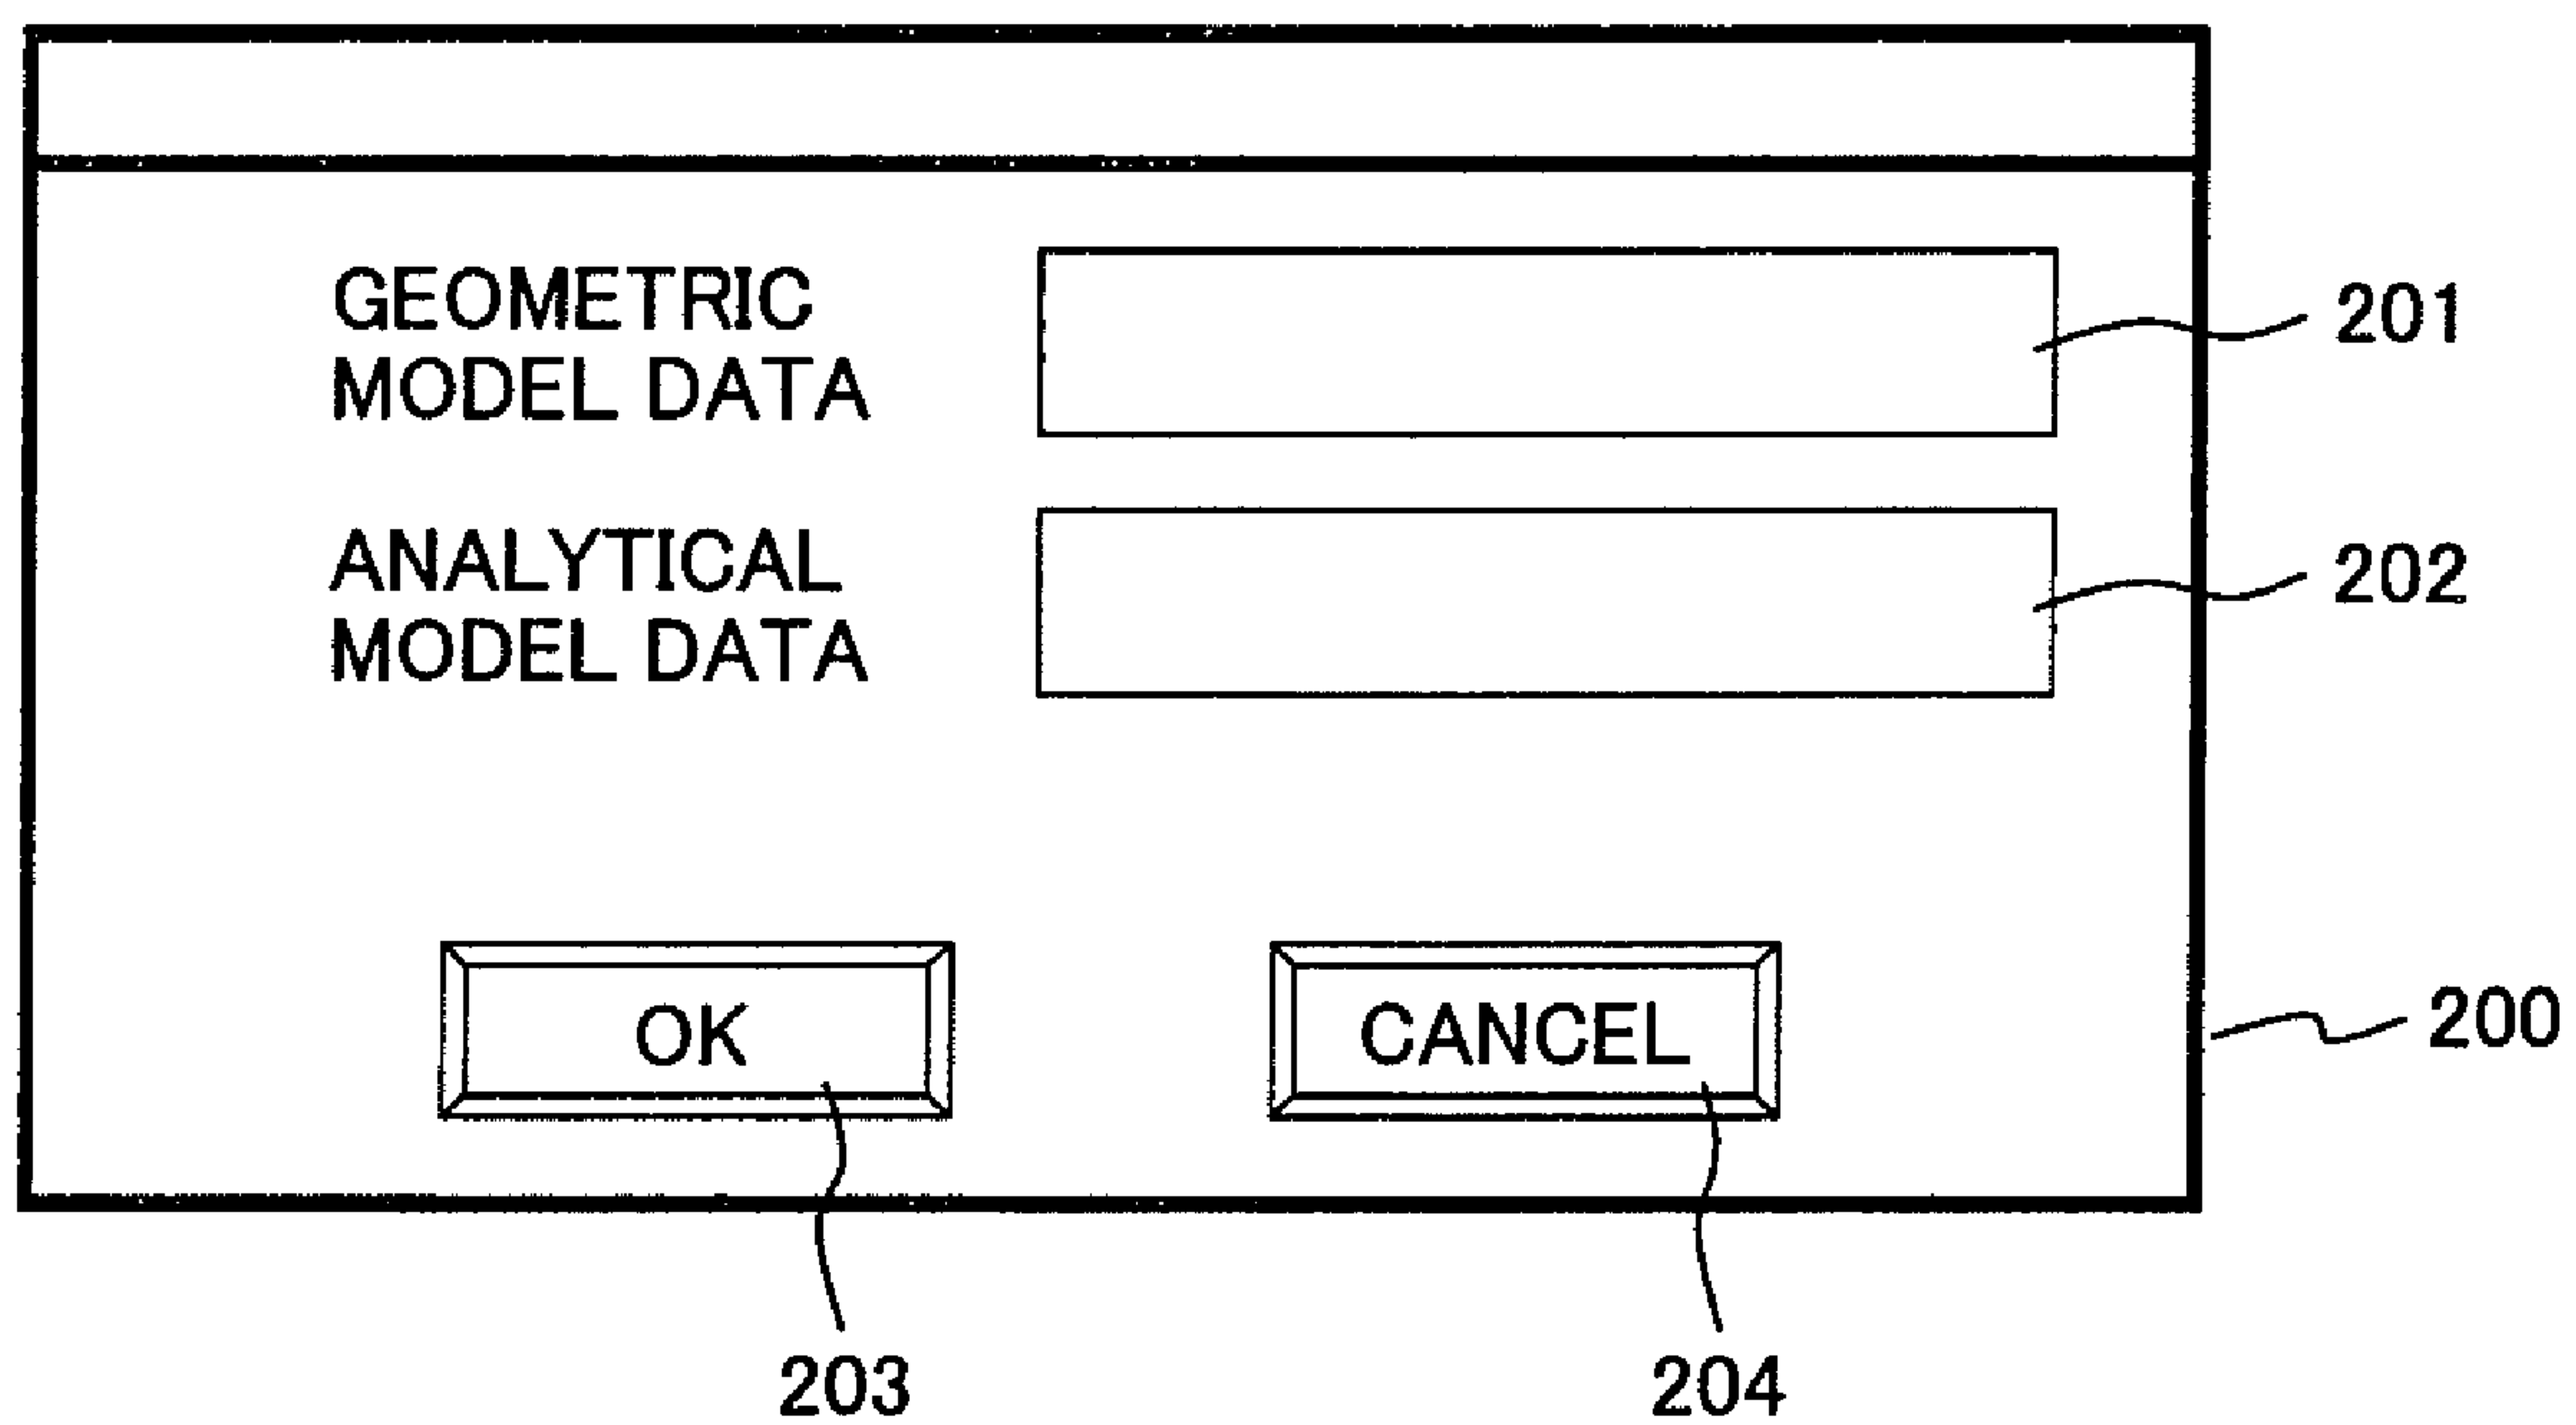 GEOMETRIC
MODEL DATA
201
ANALYTICAL
MODEL DATA
202
OK
CANCEL
200
203
204